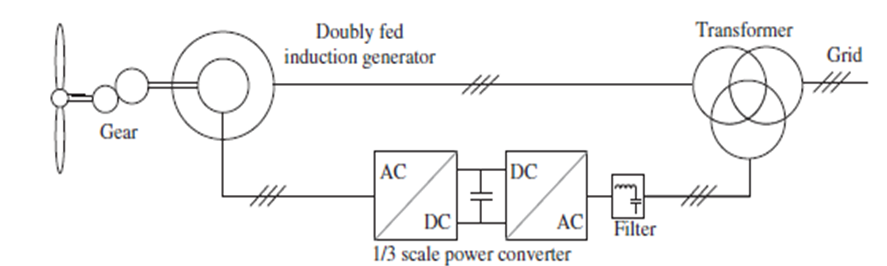 Doubly fed
induction generator
Transformer
Grid
Gear
AC
DC
DC
AC
Filter
1/3 scale power converter